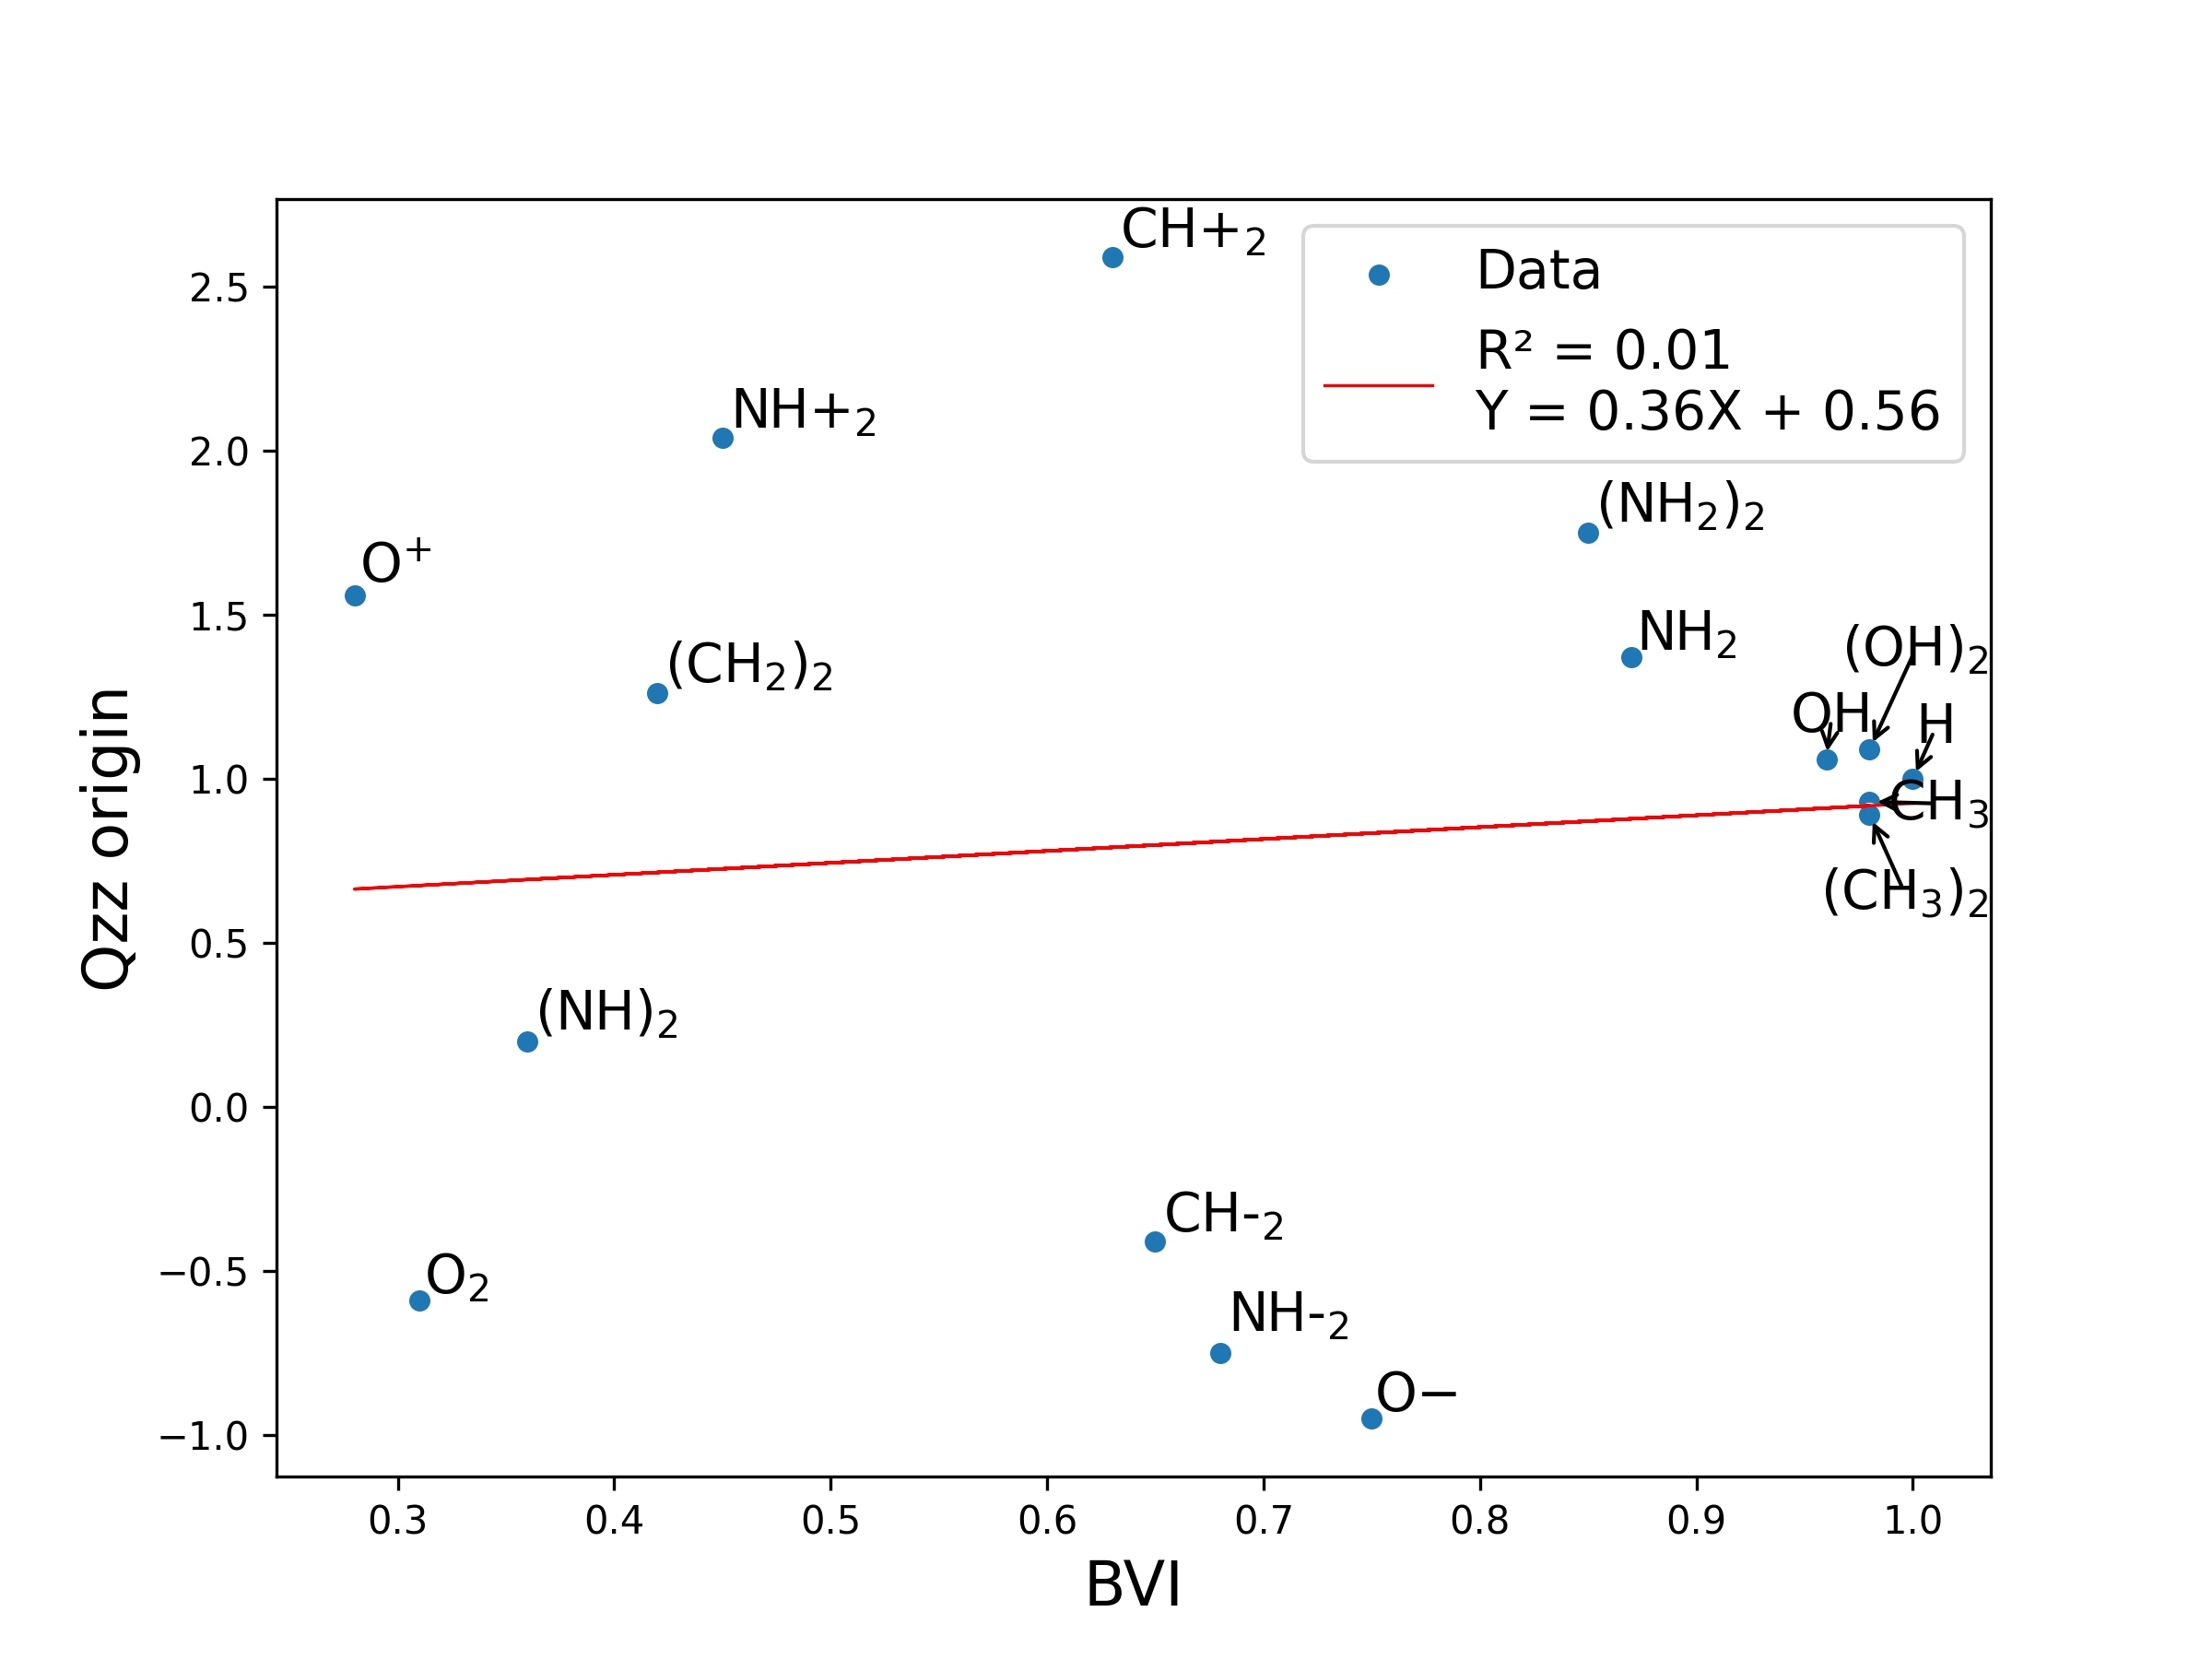 CH+₂
Data
R² = 0.01
Y = 0.36X + 0.56
NH+₂
(NH₂)₂
O⁺
NH₂
(OH)₂
(CH₂)₂
OH
H
CH₃
(CH₃)₂
(NH)₂
CH-₂
O₂
NH-₂
O−
2.5
2.0
1.5
1.0
0.5
0.0
−0.5
−1.0
Qzz origin
0.3 0.4 0.5 0.6 0.7 0.8 0.9 1.0
BVI